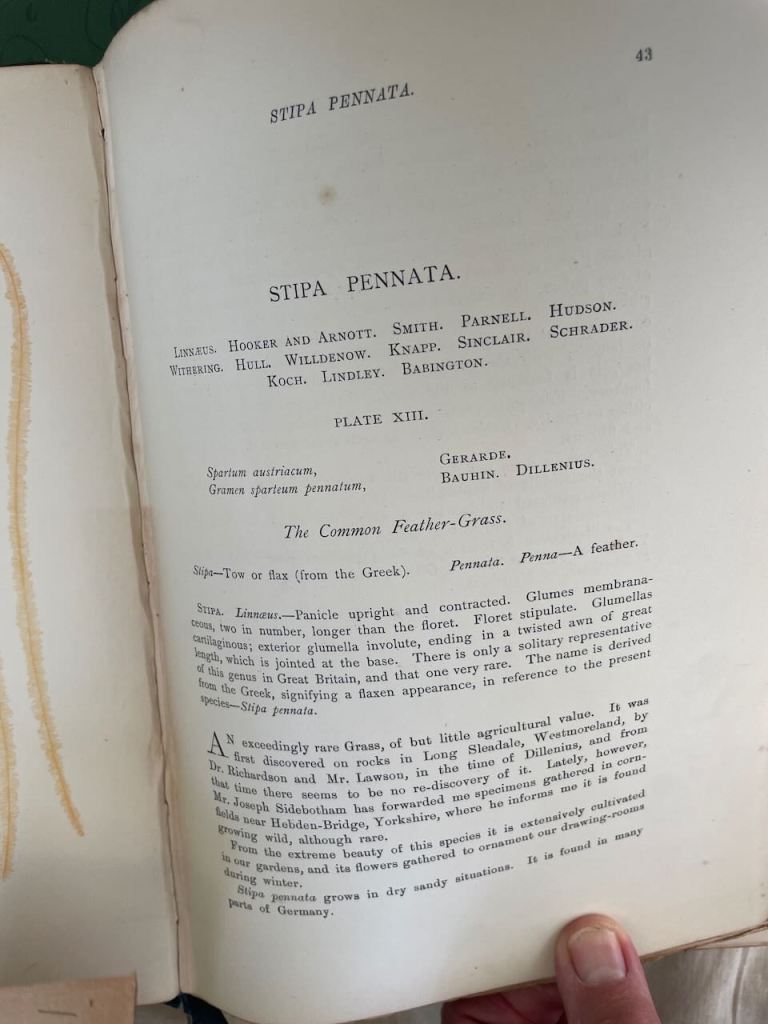 43
STIPA PENNATA.
STIPA PENNATA.
LINNÆUS. HOOKER AND ARNOTT. SMITH. PARNELL. HUDSON.
WITHERING. HULL. WILLDENOW. KNAPP. SINCLAIR. SCHRADER.
KOCH. LINDLEY. BABINGTON.
PLATE XIII.
Spartum austriacum, GERARDE.
Gramen sparteum pennatum, BAUHIN. DILLENIUS.
The Common Feather-Grass.
Stipa—Tow or flax (from the Greek). Pennata. Penna—A feather.
STIPA. Linnæus.—Panicle upright and contracted. Glumes membrana-
ceous, two in number, longer than the floret. Floret stipulate. Glumellas
cartilaginous; exterior glumella involute, ending in a twisted awn of great
length, which is jointed at the base. There is only a solitary representative
of this genus in Great Britain, and that one very rare. The name is derived
from the Greek, signifying a flaxen appearance, in reference to the present
species—Stipa pennata.
AN exceedingly rare Grass, of but little agricultural value. It was
first discovered on rocks in Long Sleadale, Westmoreland, by
Dr. Richardson and Mr. Lawson, in the time of Dillenius, and from
that time there seems to be no re-discovery of it. Lately, however,
Mr. Joseph Sidebotham has forwarded me specimens gathered in corn-
fields near Hebden-Bridge, Yorkshire, where he informs me it is found
growing wild, although rare.
From the extreme beauty of this species it is extensively cultivated
in our gardens, and its flowers gathered to ornament our drawing-rooms
during winter.
Stipa pennata grows in dry sandy situations. It is found in many
parts of Germany.